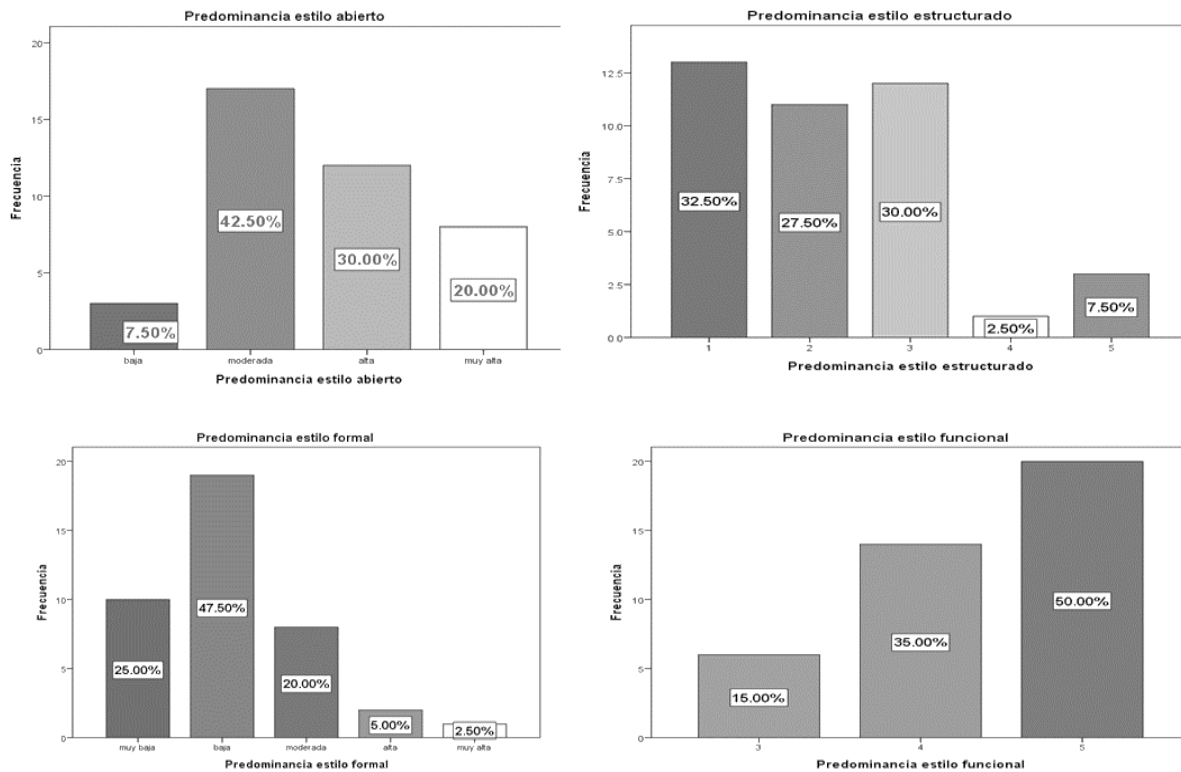 Predominancia estilo abierto
20
15
10
5
0
Frecuencia
7.50%
42.50%
30.00%
20.00%
baja moderada alta muy alta
Predominancia estilo abierto
Predominancia estilo estructurado
12.5
10.0
7.5
5.0
2.5
0.0
Frecuencia
32.50%
27.50%
30.00%
2.50%
7.50%
1 2 3 4 5
Predominancia estilo estructurado
Predominancia estilo formal
20
15
10
5
0
Frecuencia
25.00%
47.50%
20.00%
5.00%
2.50%
muy baja baja moderada alta muy alta
Predominancia estilo formal
Predominancia estilo funcional
20
15
10
5
0
Frecuencia
15.00%
35.00%
50.00%
3 4 5
Predominancia estilo funcional